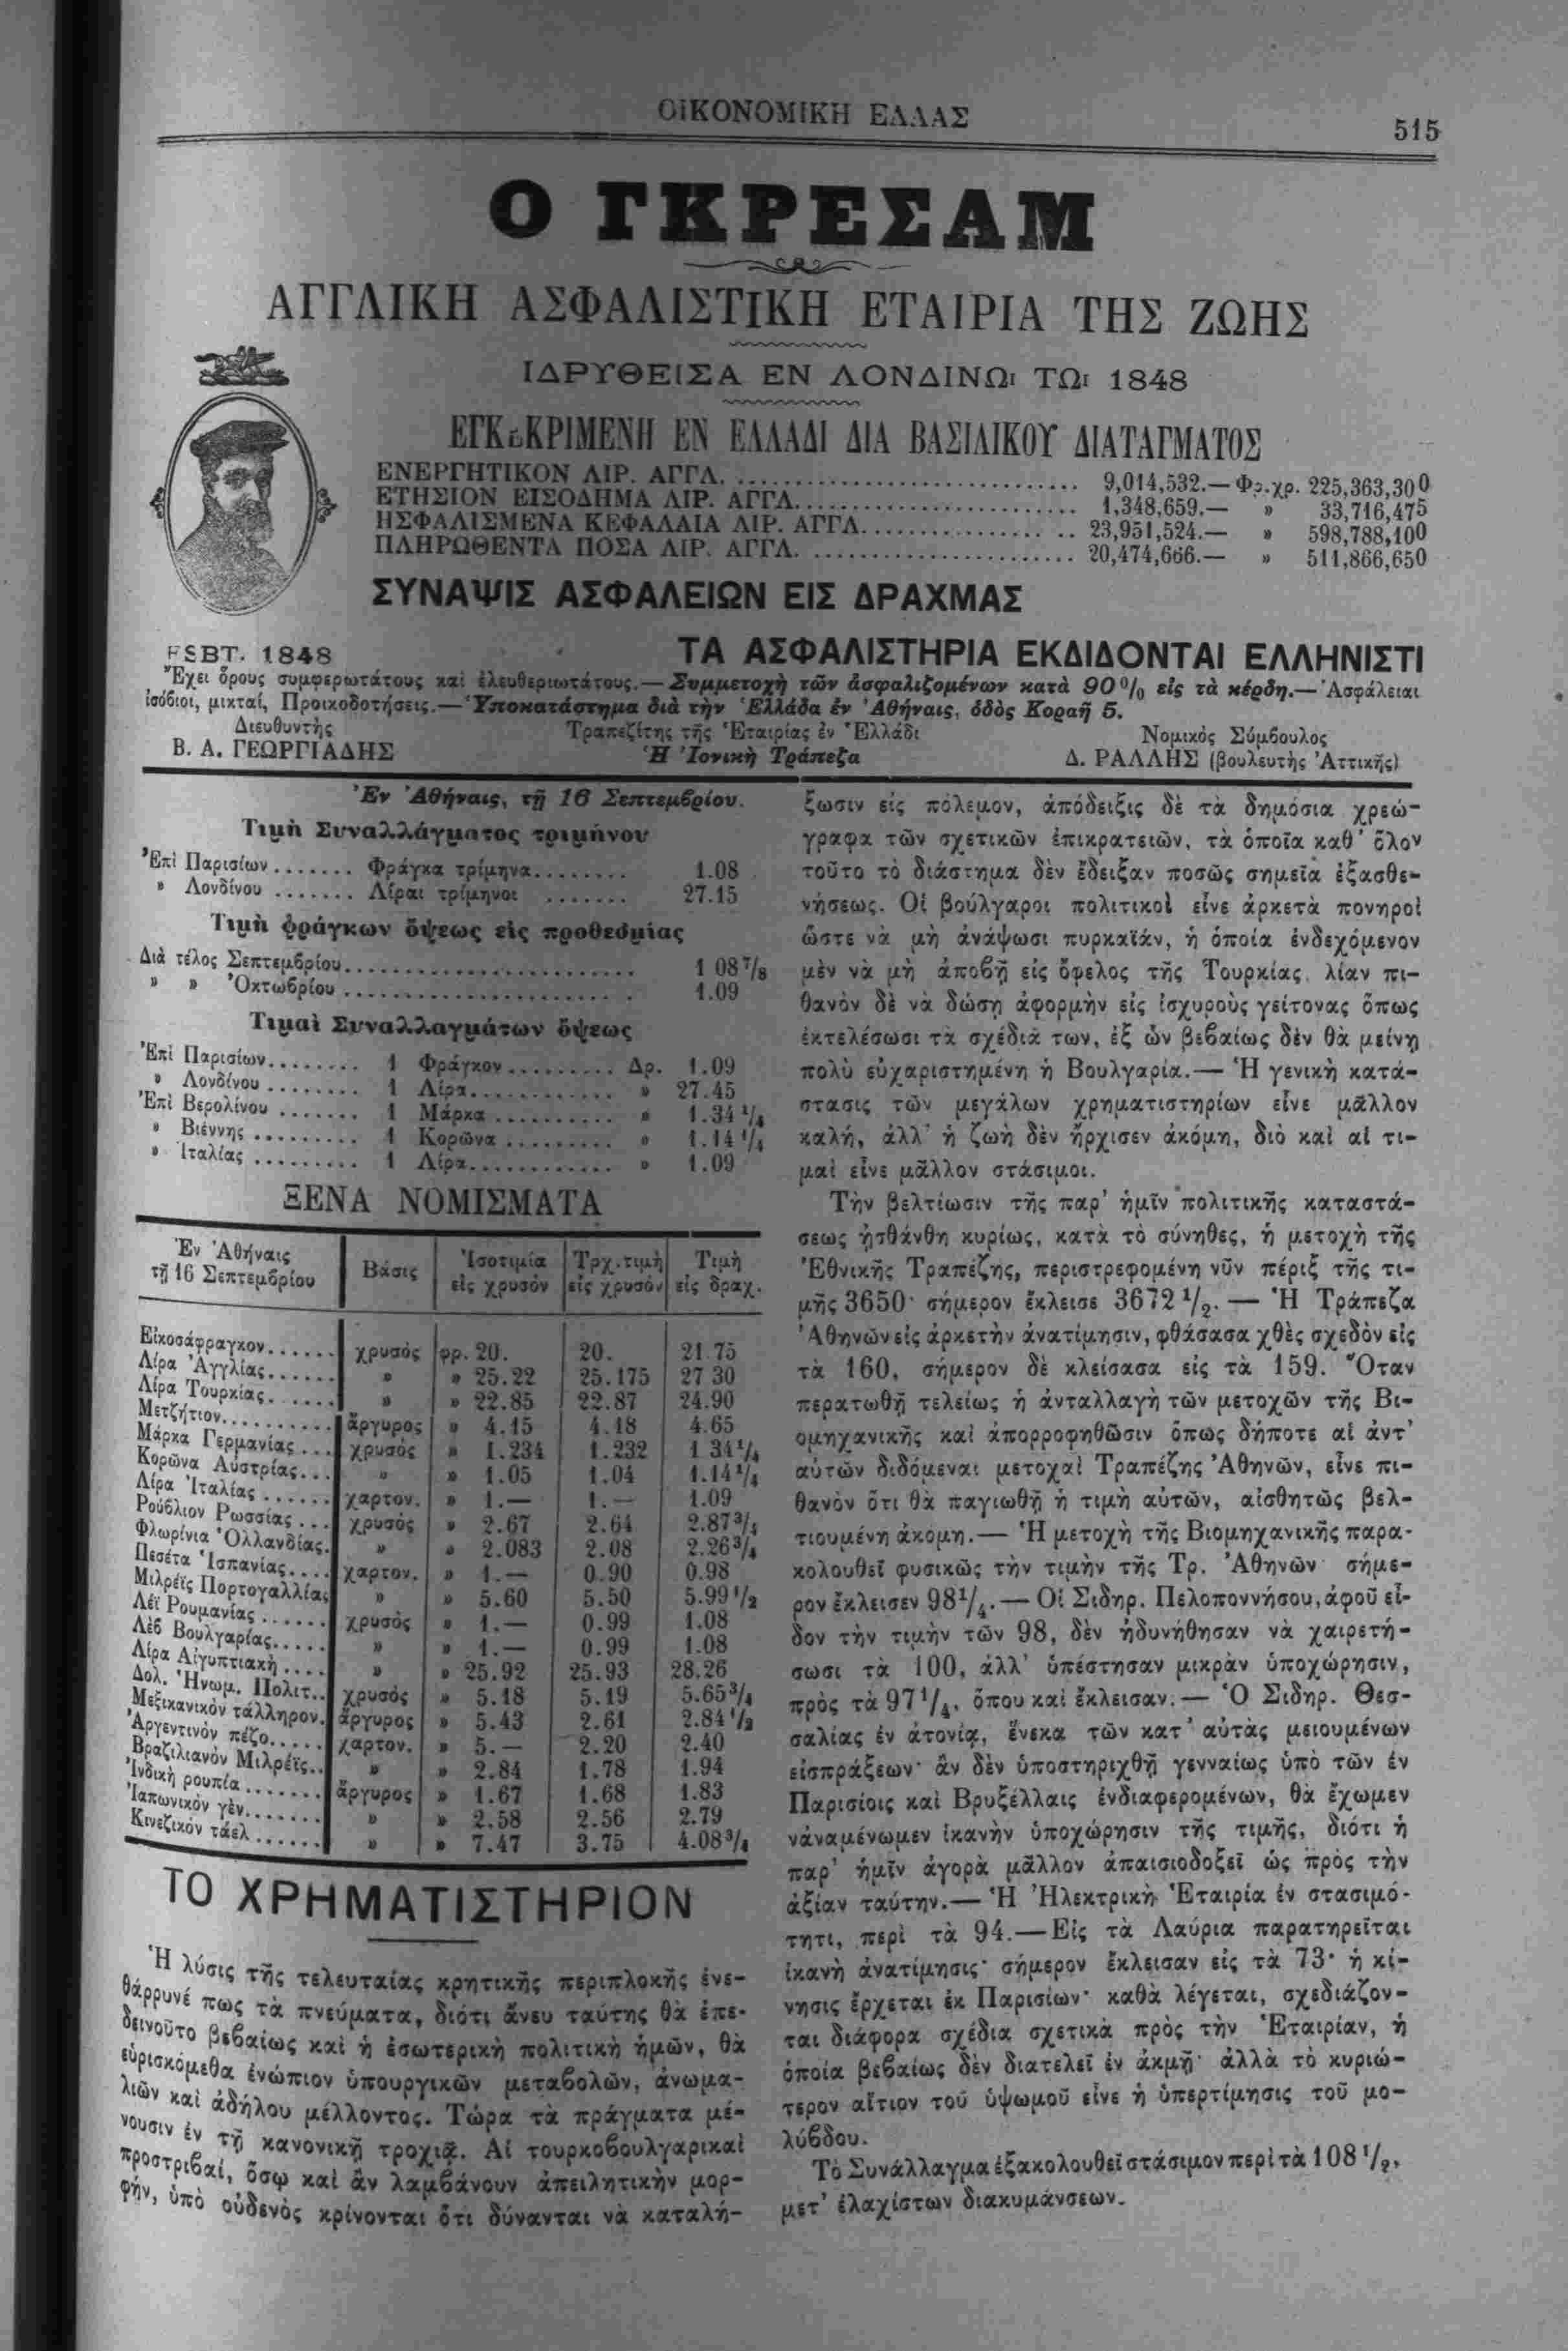 ΟΙΚΟΝΟΜΙΚΗ ΕΛΛΑΣ
515
Ο ΓΚΡΕΣΑΜ
ΑΓΓΛΙΚΗ ΑΣΦΑΛΙΣΤΙΚΗ ΕΤΑΙΡΙΑ ΤΗΣ ΖΩΗΣ
ΙΔΡΥΘΕΙΣΑ ΕΝ ΛΟΝΔΙΝΩι ΤΩι 1848
ΕΓΚΕΚΡΙΜΕΝΗ ΕΝ ΕΛΛΑΔΙ ΔΙΑ ΒΑΣΙΛΙΚΟΥ ΔΙΑΤΑΓΜΑΤΟΣ
ΕΝΕΡΓΗΤΙΚΟΝ ΛΙΡ. ΑΓΓΛ. ........ 9,014,532.— Φρ.χρ. 225,363,300
ΕΤΗΣΙΟΝ ΕΙΣΟΔΗΜΑ ΛΙΡ. ΑΓΓΛ. ........ 1,348,659.— » 33,716,475
ΗΣΦΑΛΙΣΜΕΝΑ ΚΕΦΑΛΑΙΑ ΛΙΡ. ΑΓΓΛ. ........ 23,951,524.— » 598,788,100
ΠΛΗΡΩΘΕΝΤΑ ΠΟΣΑ ΛΙΡ. ΑΓΓΛ. ........ 20,474,666.— » 511,866,650
ΣΥΝΑΨΙΣ ΑΣΦΑΛΕΙΩΝ ΕΙΣ ΔΡΑΧΜΑΣ
ESBT. 1848
ΤΑ ΑΣΦΑΛΙΣΤΗΡΙΑ ΕΚΔΙΔΟΝΤΑΙ ΕΛΛΗΝΙΣΤΙ
Ἔχει ὅρους συμφερωτάτους καὶ ἐλευθεριωτάτους.— Συμμετοχὴ τῶν ἀσφαλιζομένων κατὰ 90 0/0 εἰς τὰ κέρδη.— Ἀσφάλειαι
ἰσόβιοι, μικταί, Προικοδοτήσεις.— Ὑποκατάστημα διὰ τὴν Ἑλλάδα ἐν Ἀθήναις, ὁδὸς Κοραῆ 5.
Διευθυντὴς
Β. Α. ΓΕΩΡΓΙΑΔΗΣ
Τραπεζίτης τῆς Ἑταιρίας ἐν Ἑλλάδι
Ἡ Ἰονικὴ Τράπεζα
Νομικὸς Σύμβουλος
Δ. ΡΑΛΛΗΣ (βουλευτὴς Ἀττικῆς)
Ἐν Ἀθήναις, τῇ 16 Σεπτεμβρίου.
Τιμὴ Συναλλάγματος τριμήνου
Ἐπὶ Παρισίων ....... Φράγκα τρίμηνα ........ 1.08
» Λονδίνου ....... Λίραι τρίμηνοι ....... 27.15
Τιμὴ φράγκων ὄψεως εἰς προθεσμίας
Διὰ τέλος Σεπτεμβρίου ........ 1 08 7/8
» » Ὀκτωβρίου ........ 1.09
Τιμαὶ Συναλλαγμάτων ὄψεως
Ἐπὶ Παρισίων ........ 1 Φράγκον ........ Δρ. 1.09
» Λονδίνου ........ 1 Λίρα ........ » 27.45
Ἐπὶ Βερολίνου ....... 1 Μάρκα ........ » 1.34 1/4
» Βιέννης ........ 1 Κορῶνα ........ » 1.14 1/4
» Ἰταλίας ........ 1 Λίρα ........ » 1.09
ΞΕΝΑ ΝΟΜΙΣΜΑΤΑ
Ἐν Ἀθήναις τῇ 16 Σεπτεμβρίου | Βάσις | Ἰσοτιμία εἰς χρυσόν | Τρχ. τιμὴ εἰς χρυσόν | Τιμὴ εἰς δραχ.
Εἰκοσάφραγκον ...... χρυσὸς φρ. 20. 20. 21 75
Λίρα Ἀγγλίας ...... » » 25.22 25.175 27 30
Λίρα Τουρκίας ...... » » 22.85 22.87 24.90
Μετζήτιον .......... ἄργυρος » 4.15 4.18 4.65
Μάρκα Γερμανίας ... χρυσὸς » 1.234 1.232 1 34 1/4
Κορῶνα Αὐστρίας ... » » 1.05 1.04 1.14 1/4
Λίρα Ἰταλίας ...... χαρτον. » 1.— 1.— 1.09
Ρούβλιον Ρωσσίας ... χρυσὸς » 2.67 2.64 2.87 3/4
Φλωρίνια Ὁλλανδίας. » » 2.083 2.08 2.26 3/4
Πεσέτα Ἱσπανίας .... χαρτον. » 1.— 0.90 0.98
Μιλρέϊς Πορτογαλλίας » » 5.60 5.50 5.99 1/2
Λέϊ Ρουμανίας ...... χρυσὸς » 1.— 0.99 1.08
Λὲβ Βουλγαρίας ..... » » 1.— 0.99 1.08
Λίρα Αἰγυπτιακὴ .... » » 25.92 25.93 28.26
Δολ. Ἡνωμ. Πολιτ. .. χρυσὸς » 5.18 5.19 5.65 3/4
Μεξικανικὸν τάλληρον. ἄργυρος » 5.43 2.61 2.84 1/2
Ἀργεντινὸν πέζο ..... χαρτον. » 5.— 2.20 2.40
Βραζιλιανὸν Μιλρέϊς .. » » 2.84 1.78 1.94
Ἰνδικὴ ρουπία ....... ἄργυρος » 1.67 1.68 1.83
Ἰαπωνικὸν γὲν ....... » » 2.58 2.56 2.79
Κινεζικὸν τάελ ...... » » 7.47 3.75 4.08 3/4
ΤΟ ΧΡΗΜΑΤΙΣΤΗΡΙΟΝ
Ἡ λύσις τῆς τελευταίας κρητικῆς περιπλοκῆς ἐνε-
θάρρυνέ πως τὰ πνεύματα, διότι ἄνευ ταύτης θὰ ἐπε-
δεινοῦτο βεβαίως καὶ ἡ ἐσωτερικὴ πολιτικὴ ἡμῶν, θὰ
εὑρισκόμεθα ἐνώπιον ὑπουργικῶν μεταβολῶν, ἀνωμα-
λιῶν καὶ ἀδήλου μέλλοντος. Τώρα τὰ πράγματα μέ-
νουσιν ἐν τῇ κανονικῇ τροχιᾷ. Αἱ τουρκοβουλγαρικαὶ
προστριβαί, ὅσῳ καὶ ἂν λαμβάνουν ἀπειλητικὴν μορ-
φήν, ὑπὸ οὐδενὸς κρίνονται ὅτι δύνανται νὰ καταλή-
ξωσιν εἰς πόλεμον, ἀπόδειξις δὲ τὰ δημόσια χρεώ-
γραφα τῶν σχετικῶν ἐπικρατειῶν, τὰ ὁποῖα καθ' ὅλον
τοῦτο τὸ διάστημα δὲν ἔδειξαν ποσῶς σημεῖα ἐξασθε-
νήσεως. Οἱ βούλγαροι πολιτικοὶ εἶνε ἀρκετὰ πονηροὶ
ὥστε νὰ μὴ ἀνάψωσι πυρκαϊάν, ἡ ὁποία ἐνδεχόμενον
μὲν νὰ μὴ ἀποβῇ εἰς ὄφελος τῆς Τουρκίας, λίαν πι-
θανὸν δὲ νὰ δώσῃ ἀφορμὴν εἰς ἰσχυροὺς γείτονας ὅπως
ἐκτελέσωσι τὰ σχέδιά των, ἐξ ὧν βεβαίως δὲν θὰ μείνῃ
πολὺ εὐχαριστημένη ἡ Βουλγαρία.— Ἡ γενικὴ κατά-
στασις τῶν μεγάλων χρηματιστηρίων εἶνε μᾶλλον
καλή, ἀλλ' ἡ ζωὴ δὲν ἤρχισεν ἀκόμη, διὸ καὶ αἱ τι-
μαὶ εἶνε μᾶλλον στάσιμοι.
Τὴν βελτίωσιν τῆς παρ' ἡμῖν πολιτικῆς καταστά-
σεως ᾐσθάνθη κυρίως, κατὰ τὸ σύνηθες, ἡ μετοχὴ τῆς
Ἐθνικῆς Τραπέζης, περιστρεφομένη νῦν πέριξ τῆς τι-
μῆς 3650· σήμερον ἔκλεισε 3672 1/2. — Ἡ Τράπεζα
Ἀθηνῶν εἰς ἀρκετὴν ἀνατίμησιν, φθάσασα χθὲς σχεδὸν εἰς
τὰ 160, σήμερον δὲ κλείσασα εἰς τὰ 159. Ὅταν
περατωθῇ τελείως ἡ ἀνταλλαγὴ τῶν μετοχῶν τῆς Βι-
ομηχανικῆς καὶ ἀπορροφηθῶσιν ὅπως δήποτε αἱ ἀντ'
αὐτῶν διδόμεναι μετοχαὶ Τραπέζης Ἀθηνῶν, εἶνε πι-
θανὸν ὅτι θὰ παγιωθῇ ἡ τιμὴ αὐτῶν, αἰσθητῶς βελ-
τιουμένη ἀκόμη.— Ἡ μετοχὴ τῆς Βιομηχανικῆς παρα-
κολουθεῖ φυσικῶς τὴν τιμὴν τῆς Τρ. Ἀθηνῶν· σήμε-
ρον ἔκλεισεν 98 1/4.— Οἱ Σιδηρ. Πελοποννήσου, ἀφοῦ εἶ-
δον τὴν τιμὴν τῶν 98, δὲν ἠδυνήθησαν νὰ χαιρετή-
σωσι τὰ 100, ἀλλ' ὑπέστησαν μικρὰν ὑποχώρησιν,
πρὸς τὰ 97 1/4, ὅπου καὶ ἔκλεισαν.— Ὁ Σιδηρ. Θεσ-
σαλίας ἐν ἀτονίᾳ, ἕνεκα τῶν κατ' αὐτὰς μειουμένων
εἰσπράξεων· ἂν δὲν ὑποστηριχθῇ γενναίως ὑπὸ τῶν ἐν
Παρισίοις καὶ Βρυξέλλαις ἐνδιαφερομένων, θὰ ἔχωμεν
νἀναμένωμεν ἱκανὴν ὑποχώρησιν τῆς τιμῆς, διότι ἡ
παρ' ἡμῖν ἀγορὰ μᾶλλον ἀπαισιοδοξεῖ ὡς πρὸς τὴν
ἀξίαν ταύτην.— Ἡ Ἠλεκτρικὴ Ἑταιρία ἐν στασιμό-
τητι, περὶ τὰ 94.— Εἰς τὰ Λαύρια παρατηρεῖται
ἱκανὴ ἀνατίμησις· σήμερον ἔκλεισαν εἰς τὰ 73· ἡ κί-
νησις ἔρχεται ἐκ Παρισίων· καθὰ λέγεται, σχεδιάζον-
ται διάφορα σχέδια σχετικὰ πρὸς τὴν Ἑταιρίαν, ἡ
ὁποία βεβαίως δὲν διατελεῖ ἐν ἀκμῇ· ἀλλὰ τὸ κυριώ-
τερον αἴτιον τοῦ ὑψωμοῦ εἶνε ἡ ὑπερτίμησις τοῦ μο-
λύβδου.
Τὸ Συνάλλαγμα ἐξακολουθεῖ στάσιμον περὶ τὰ 108 1/2,
μετ' ἐλαχίστων διακυμάνσεων.